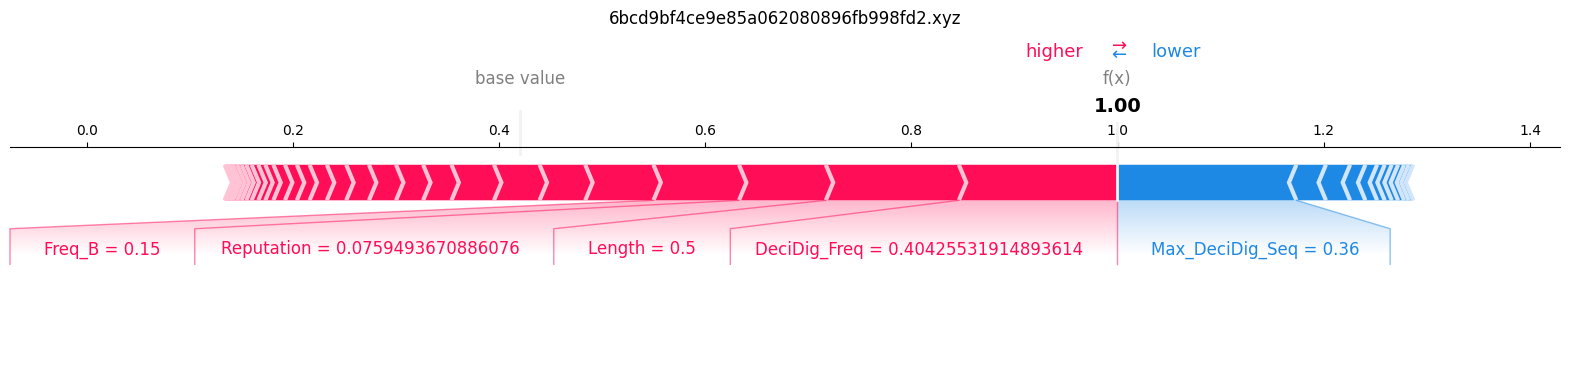 6bcd9bf4ce9e85a062080896fb998fd2.xyz
higher ⇄ lower
base value f(x)
1.00
0.0 0.2 0.4 0.6 0.8 1.0 1.2 1.4
Freq_B = 0.15 Reputation = 0.0759493670886076 Length = 0.5 DeciDig_Freq = 0.40425531914893614 Max_DeciDig_Seq = 0.36